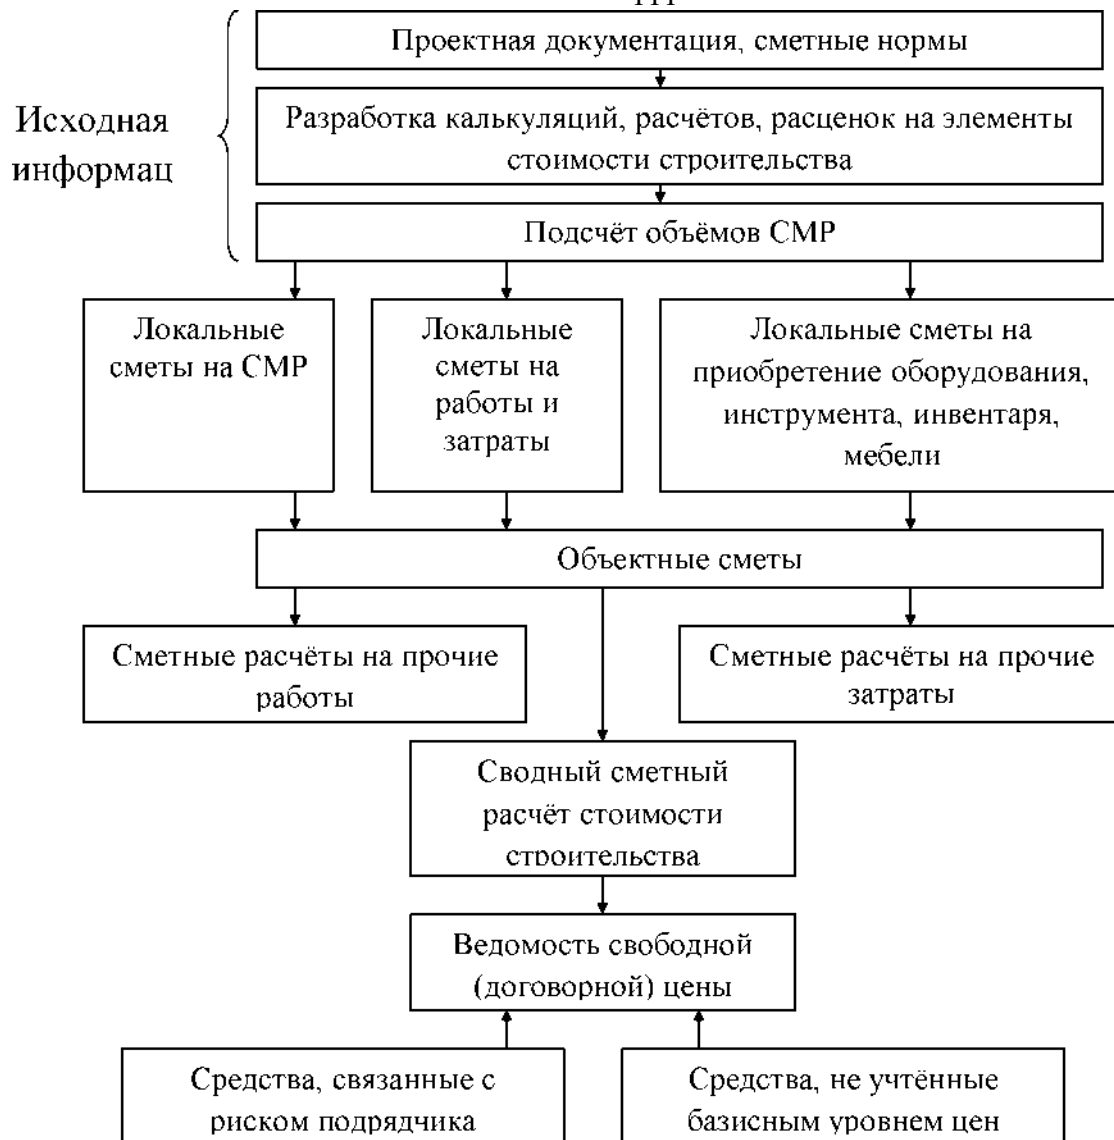 Проектная документация, сметные нормы
Исходная
информац
Разработка калькуляций, расчётов, расценок на элементы
стоимости строительства
Подсчёт объёмов СМР
Локальные
сметы на СМР
Локальные
сметы на
работы и
затраты
Локальные сметы на
приобретение оборудования,
инструмента, инвентаря,
мебели
Объектные сметы
Сметные расчёты на прочие
работы
Сметные расчёты на прочие
затраты
Сводный сметный
расчёт стоимости
строительства
Ведомость свободной
(договорной) цены
Средства, связанные с
риском подрядчика
Средства, не учтённые
базисным уровнем цен